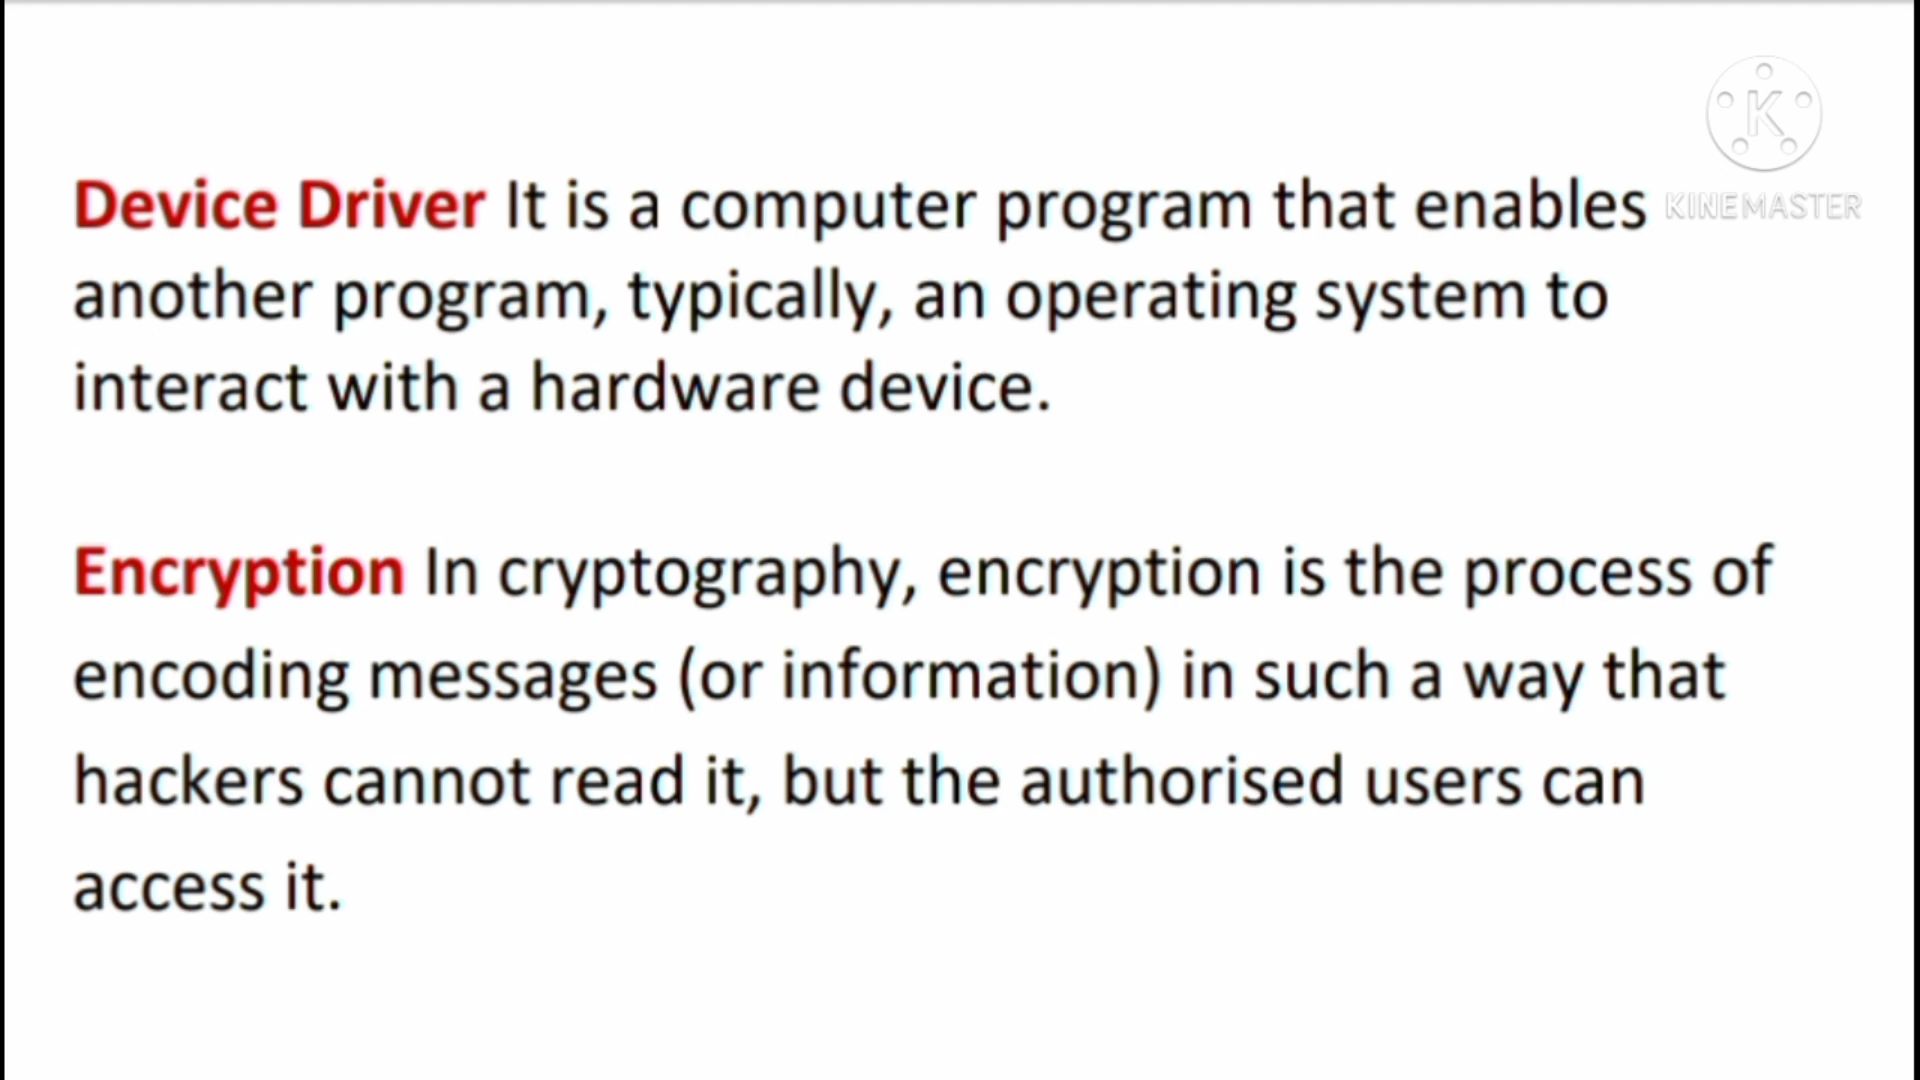 K
KINEMASTER
Device Driver It is a computer program that enables
another program, typically, an operating system to
interact with a hardware device.
Encryption In cryptography, encryption is the process of
encoding messages (or information) in such a way that
hackers cannot read it, but the authorised users can
access it.